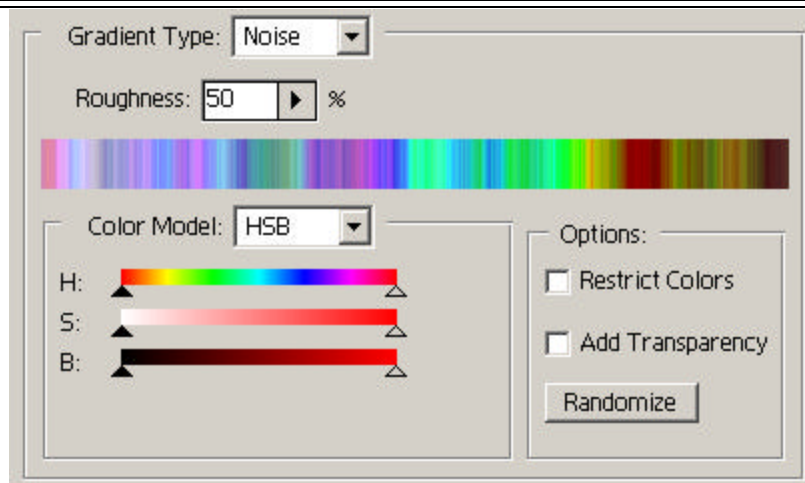 Gradient Type: Noise
Roughness: 50 %
Color Model: HSB
H:
S:
B:
Options:
Restrict Colors
Add Transparency
Randomize